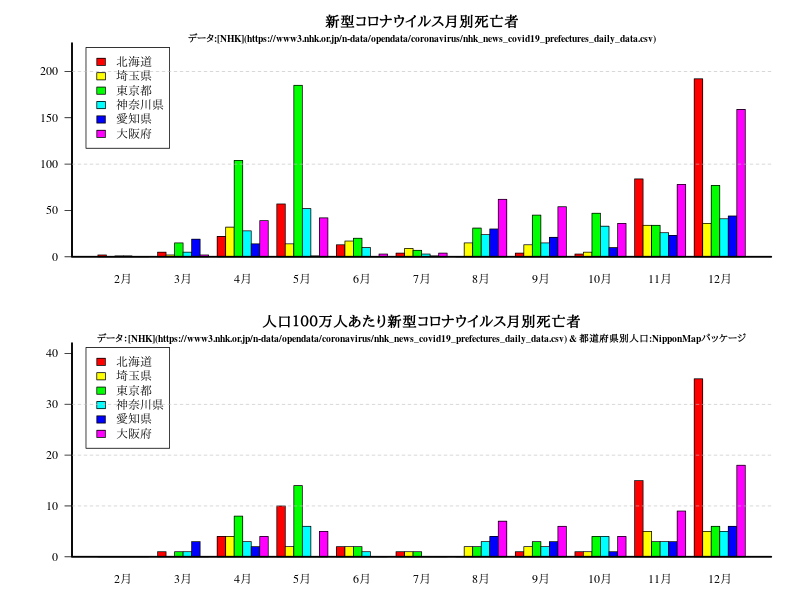 新型コロナウイルス月別死亡者
データ:[NHK](https://www3.nhk.or.jp/n-data/opendata/coronavirus/nhk_news_covid19_prefectures_daily_data.csv)
北海道
埼玉県
東京都
神奈川県
愛知県
大阪府
200
150
100
50
0
2月 3月 4月 5月 6月 7月 8月 9月 10月 11月 12月
人口100万人あたり新型コロナウイルス月別死亡者
データ:[NHK](https://www3.nhk.or.jp/n-data/opendata/coronavirus/nhk_news_covid19_prefectures_daily_data.csv) & 都道府県別人口:NipponMapパッケージ
北海道
埼玉県
東京都
神奈川県
愛知県
大阪府
40
30
20
10
0
2月 3月 4月 5月 6月 7月 8月 9月 10月 11月 12月